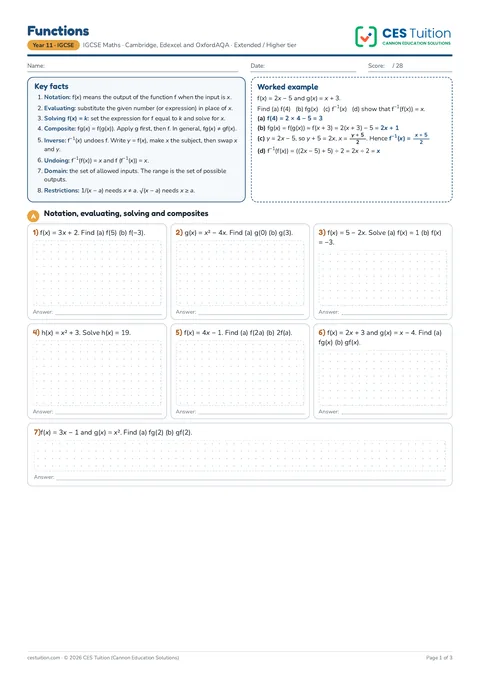 Functions
Year 11 · IGCSE IGCSE Maths · Cambridge, Edexcel and OxfordAQA · Extended / Higher tier
CES Tuition
CANNON EDUCATION SOLUTIONS
Name: Date: Score: / 28
Key facts
1. Notation: f(x) means the output of the function f when the input is x.
2. Evaluating: substitute the given number (or expression) in place of x.
3. Solving f(x) = k: set the expression for f equal to k and solve for x.
4. Composite: fg(x) = f(g(x)). Apply g first, then f. In general, fg(x) ≠ gf(x).
5. Inverse: f⁻¹(x) undoes f. Write y = f(x), make x the subject, then swap x
and y.
6. Undoing: f⁻¹(f(x)) = x and f (f⁻¹(x)) = x.
7. Domain: the set of allowed inputs. The range is the set of possible
outputs.
8. Restrictions: 1/(x − a) needs x ≠ a. √(x − a) needs x ≥ a.
Worked example
f(x) = 2x − 5 and g(x) = x + 3.
Find (a) f(4) (b) fg(x) (c) f⁻¹(x) (d) show that f⁻¹(f(x)) = x.
(a) f(4) = 2 × 4 − 5 = 3
(b) fg(x) = f(g(x)) = f(x + 3) = 2(x + 3) − 5 = 2x + 1
(c) y = 2x − 5, so y + 5 = 2x, x = (y + 5)/2. Hence f⁻¹(x) = (x + 5)/2
(d) f⁻¹(f(x)) = ((2x − 5) + 5) ÷ 2 = 2x ÷ 2 = x
A Notation, evaluating, solving and composites
1) f(x) = 3x + 2. Find (a) f(5) (b) f(−3).
Answer:
2) g(x) = x² − 4x. Find (a) g(0) (b) g(3).
Answer:
3) f(x) = 5 − 2x. Solve (a) f(x) = 1 (b) f(x)
= −3.
Answer:
4) h(x) = x² + 3. Solve h(x) = 19.
Answer:
5) f(x) = 4x − 1. Find (a) f(2a) (b) 2f(a).
Answer:
6) f(x) = 2x + 3 and g(x) = x − 4. Find (a)
fg(x) (b) gf(x).
Answer:
7) f(x) = 3x − 1 and g(x) = x². Find (a) fg(2) (b) gf(2).
Answer:
cestuition.com · © 2026 CES Tuition (Cannon Education Solutions) Page 1 of 3